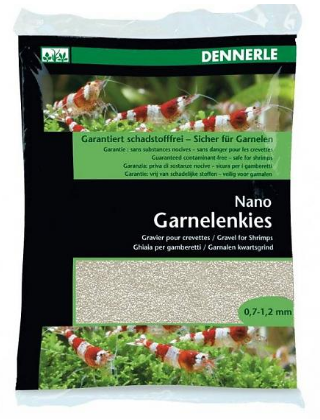 DENNERLE
Garantiert schadstofffrei – Sicher für Garnelen
Garantie: sans substances nocives – sans danger pour les crevettes
Guaranteed contaminant-free – safe for shrimps
Garanzia: priva di sostanze nocive – sicura per i gamberetti
Garantie: vrij van schadelijke stoffen – veilig voor garnalen
Nano
Garnelenkies
Gravier pour crevettes / Gravel for Shrimps
Ghiaia per gamberetti / Garnalen kwartsgrind
0,7-1,2 mm